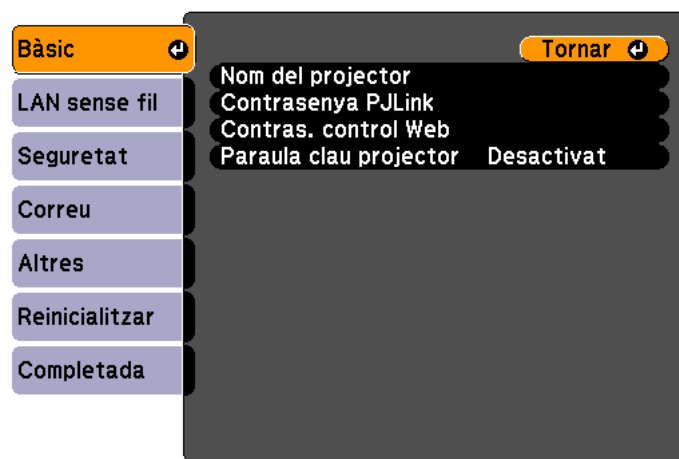 Bàsic
Tornar
Nom del projector
Contrasenya PJLink
Contras. control Web
Paraula clau projector Desactivat
LAN sense fil
Seguretat
Correu
Altres
Reinicialitzar
Completada